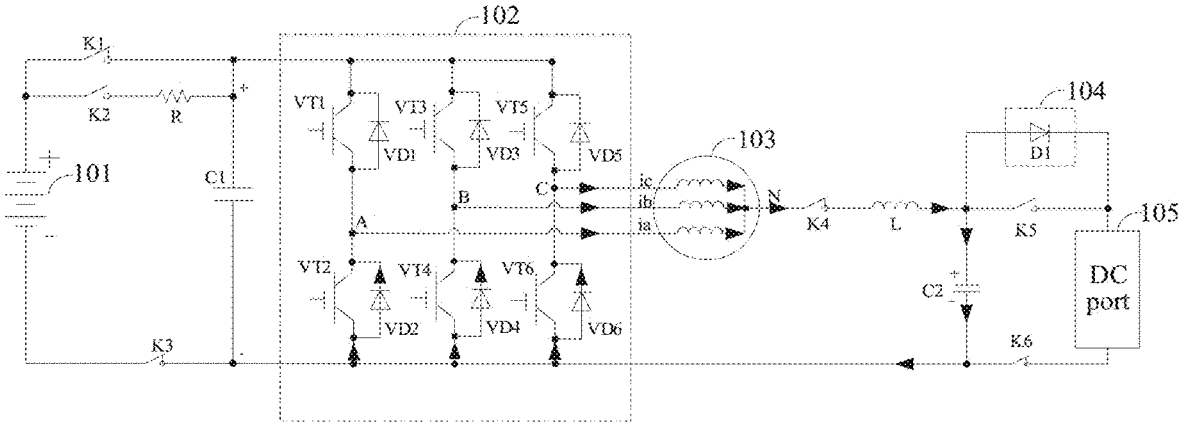 102
K1
K2
R
+
VT1
VT3
VT5
VD1
VD3
VD5
104
D1
103
+
101
-
C1
A
B
C
ic
ib
ia
N
K4
L
K5
105
DC
port
VT2
VT4
VT6
VD2
VD4
VD6
+
C2
-
K3
-
K6